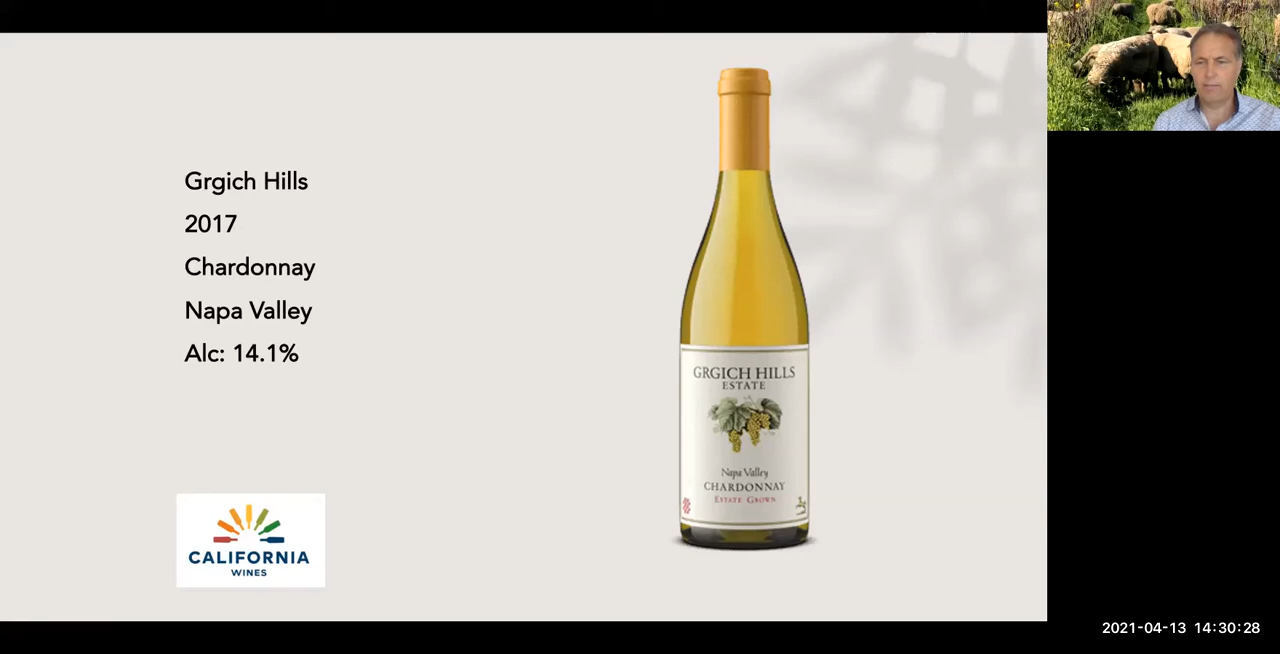 Grgich Hills
2017
Chardonnay
Napa Valley
Alc: 14.1%
GRGICH HILLS
ESTATE
Napa Valley
CHARDONNAY
ESTATE GROWN
CALIFORNIA
WINES
2021-04-13 14:30:28